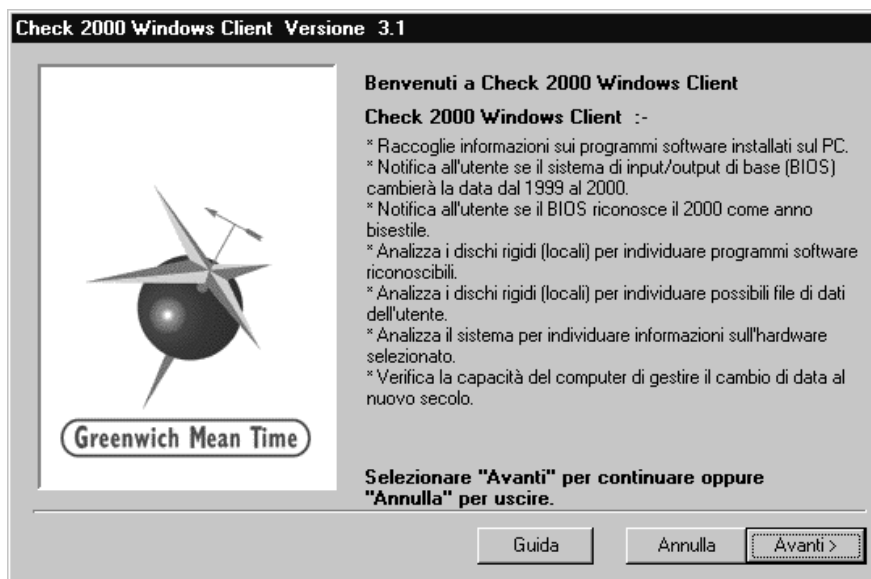 Check 2000 Windows Client Versione 3.1
Benvenuti a Check 2000 Windows Client
Check 2000 Windows Client :-
* Raccoglie informazioni sui programmi software installati sul PC.
* Notifica all'utente se il sistema di input/output di base (BIOS)
cambierà la data dal 1999 al 2000.
* Notifica all'utente se il BIOS riconosce il 2000 come anno
bisestile.
* Analizza i dischi rigidi (locali) per individuare programmi software
riconoscibili.
* Analizza i dischi rigidi (locali) per individuare possibili file di dati
dell'utente.
* Analizza il sistema per individuare informazioni sull'hardware
selezionato.
* Verifica la capacità del computer di gestire il cambio di data al
nuovo secolo.
Greenwich Mean Time
Selezionare "Avanti" per continuare oppure
"Annulla" per uscire.
Guida
Annulla
Avanti >